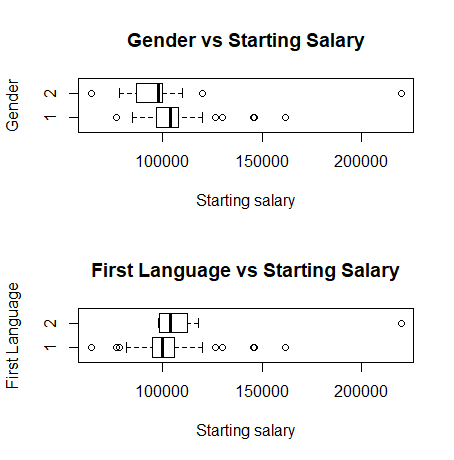 Gender vs Starting Salary
Gender
2
1
100000 150000 200000
Starting salary
First Language vs Starting Salary
First Language
2
1
100000 150000 200000
Starting salary